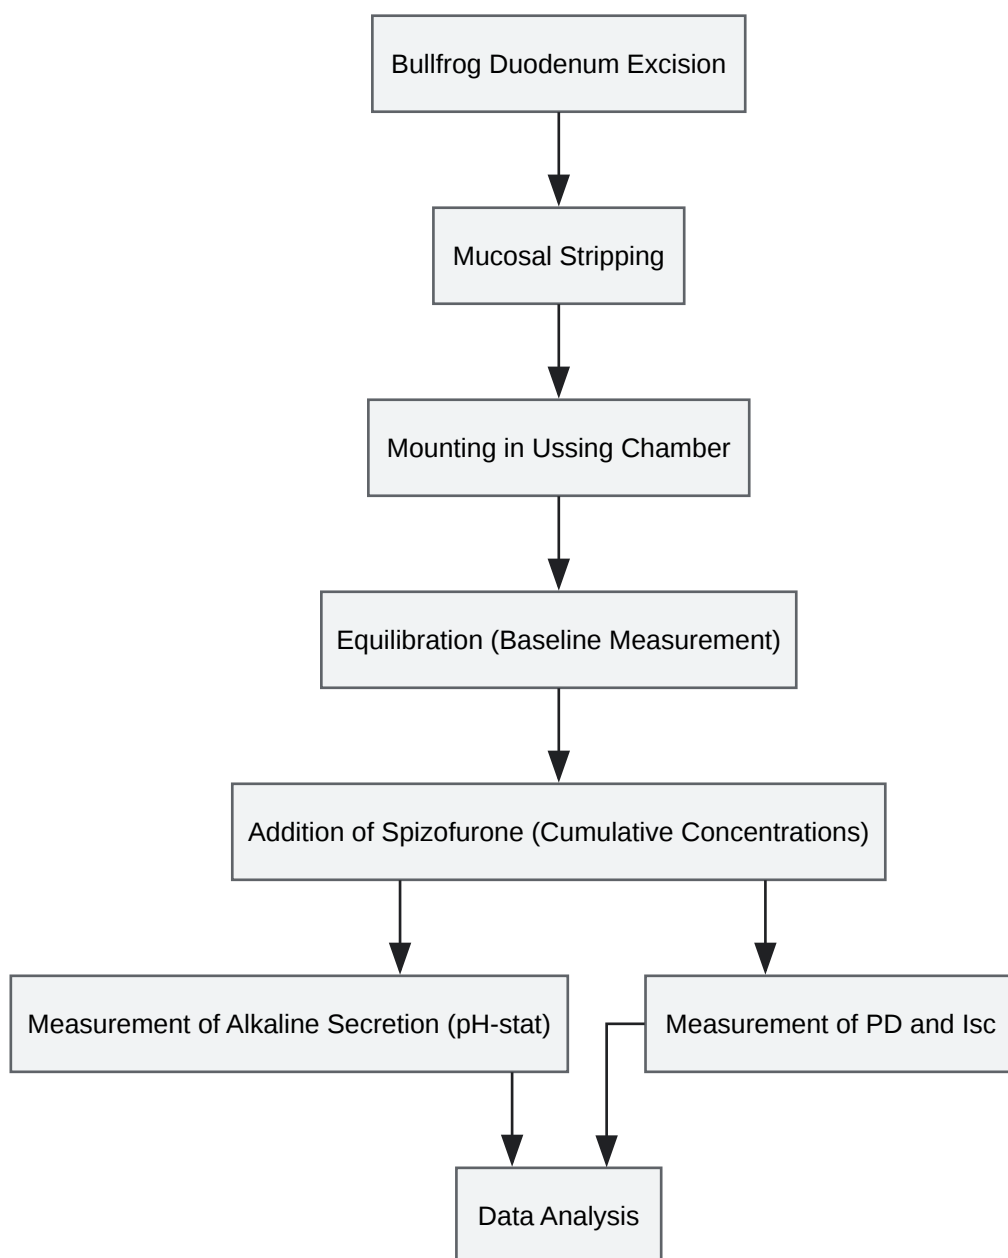 Bullfrog Duodenum Excision
Mucosal Stripping
Mounting in Ussing Chamber
Equilibration (Baseline Measurement)
Addition of Spizofurone (Cumulative Concentrations)
Measurement of Alkaline Secretion (pH-stat)
Measurement of PD and Isc
Data Analysis